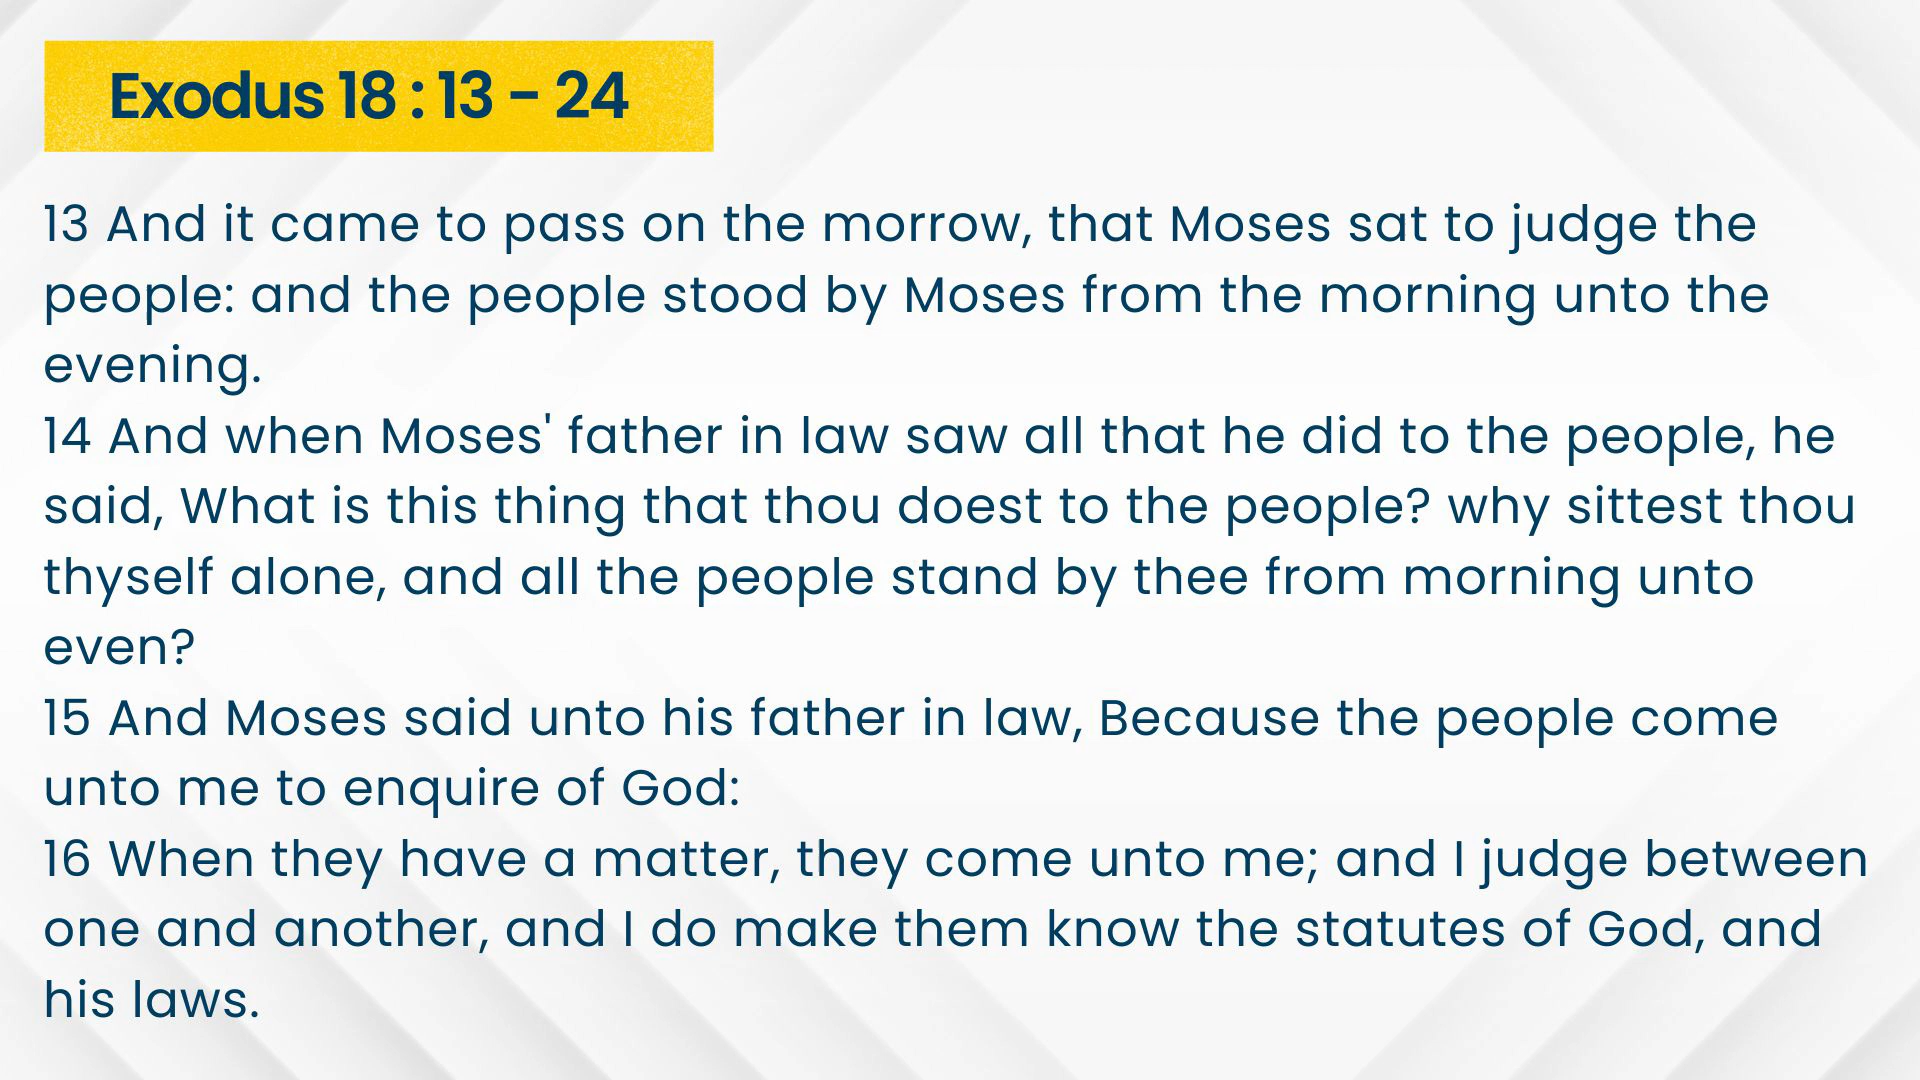 Exodus 18 : 13 - 24
13 And it came to pass on the morrow, that Moses sat to judge the
people: and the people stood by Moses from the morning unto the
evening.
14 And when Moses' father in law saw all that he did to the people, he
said, What is this thing that thou doest to the people? why sittest thou
thyself alone, and all the people stand by thee from morning unto
even?
15 And Moses said unto his father in law, Because the people come
unto me to enquire of God:
16 When they have a matter, they come unto me; and I judge between
one and another, and I do make them know the statutes of God, and
his laws.